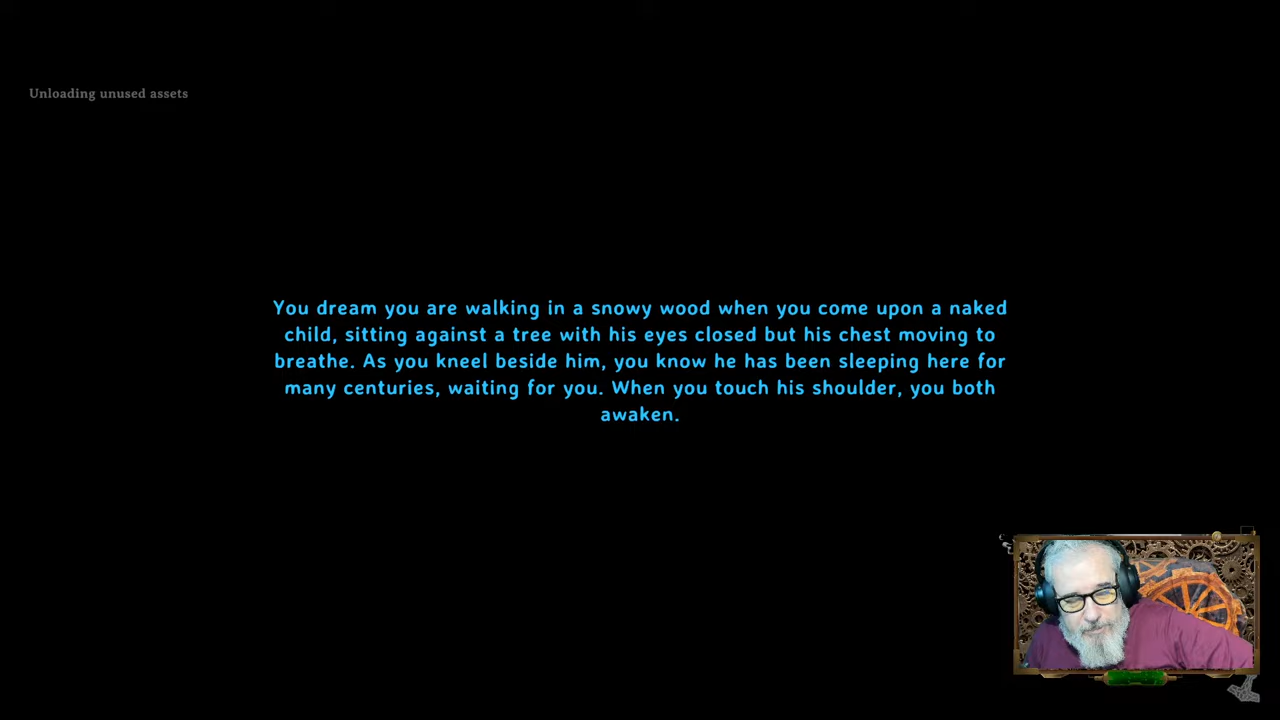 Unloading unused assets
You dream you are walking in a snowy wood when you come upon a naked
child, sitting against a tree with his eyes closed but his chest moving to
breathe. As you kneel beside him, you know he has been sleeping here for
many centuries, waiting for you. When you touch his shoulder, you both
awaken.